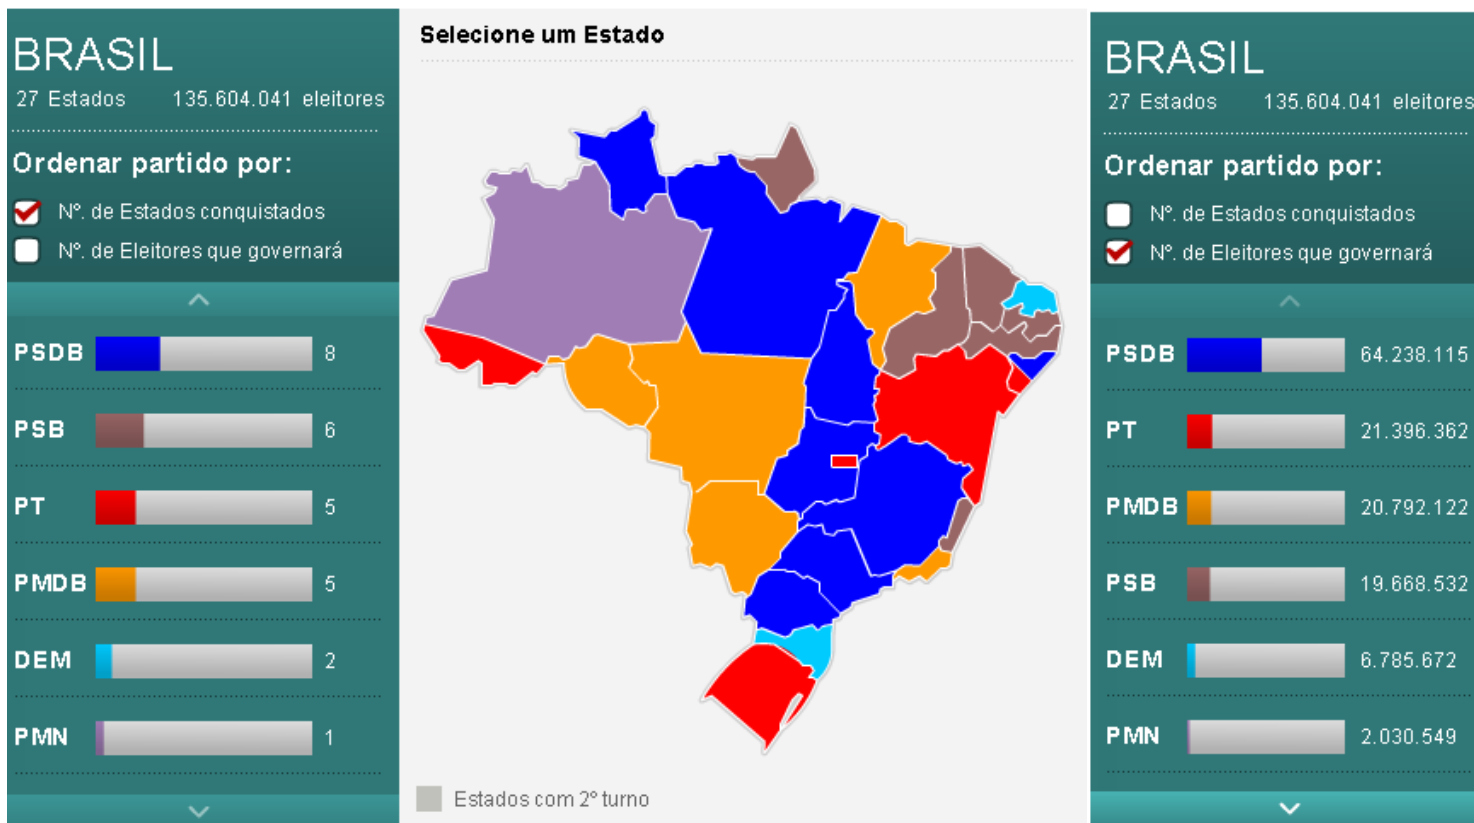 BRASIL
27 Estados 135.604.041 eleitores
Ordenar partido por:
Nº. de Estados conquistados
Nº. de Eleitores que governará
PSDB 8
PSB 6
PT 5
PMDB 5
DEM 2
PMN 1
Selecione um Estado
Estados com 2º turno
BRASIL
27 Estados 135.604.041 eleitores
Ordenar partido por:
Nº. de Estados conquistados
Nº. de Eleitores que governará
PSDB 64.238.115
PT 21.396.362
PMDB 20.792.122
PSB 19.668.532
DEM 6.785.672
PMN 2.030.549